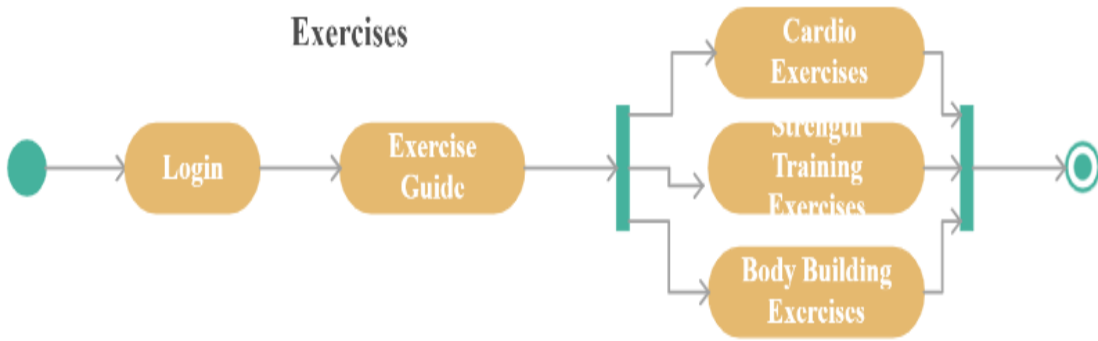 Exercises
Login
Exercise
Guide
Cardio
Exercises
Strength
Training
Exercises
Body Building
Exercises